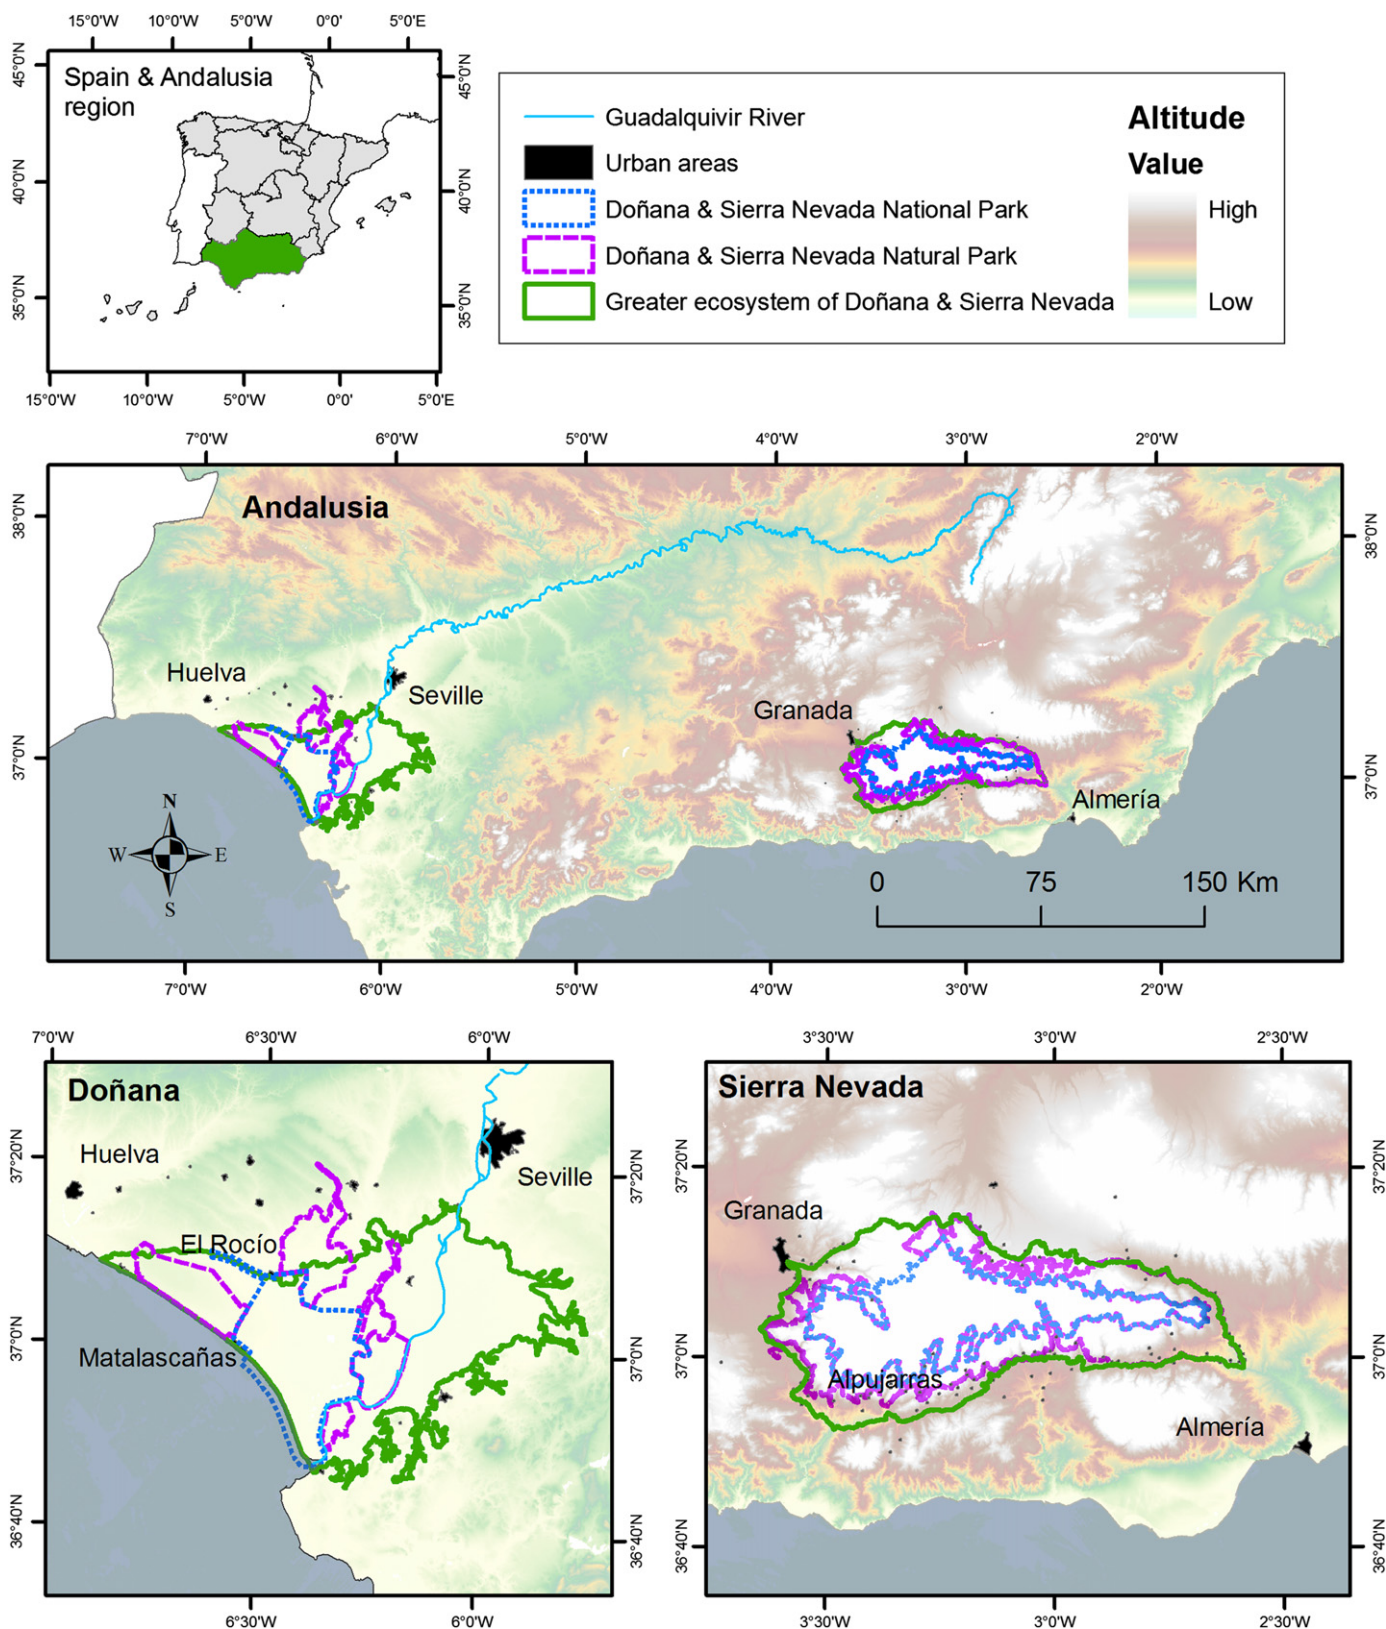 15°0'W 10°0'W 5°0'W 0°0' 5°0'E
45°0'N
40°0'N
35°0'N
Spain & Andalusia
region
45°0'N
40°0'N
35°0'N
15°0'W 10°0'W 5°0'W 0°0' 5°0'E
Guadalquivir River
Urban areas
Doñana & Sierra Nevada National Park
Doñana & Sierra Nevada Natural Park
Greater ecosystem of Doñana & Sierra Nevada
Altitude
Value
High
Low
7°0'W 6°0'W 5°0'W 4°0'W 3°0'W 2°0'W
38°0'N
37°0'N
Andalusia
Huelva
Seville
Granada
Almería
N
W E
S
0 75 150 Km
38°0'N
37°0'N
7°0'W 6°0'W 5°0'W 4°0'W 3°0'W 2°0'W
7°0'W 6°30'W 6°0'W
37°20'N
37°0'N
36°40'N
Doñana
Huelva
Seville
El Rocío
Matalascañas
37°20'N
37°0'N
36°40'N
6°30'W 6°0'W
3°30'W 3°0'W 2°30'W
37°20'N
37°0'N
36°40'N
Sierra Nevada
Granada
Alpujarras
Almería
37°20'N
37°0'N
36°40'N
3°30'W 3°0'W 2°30'W